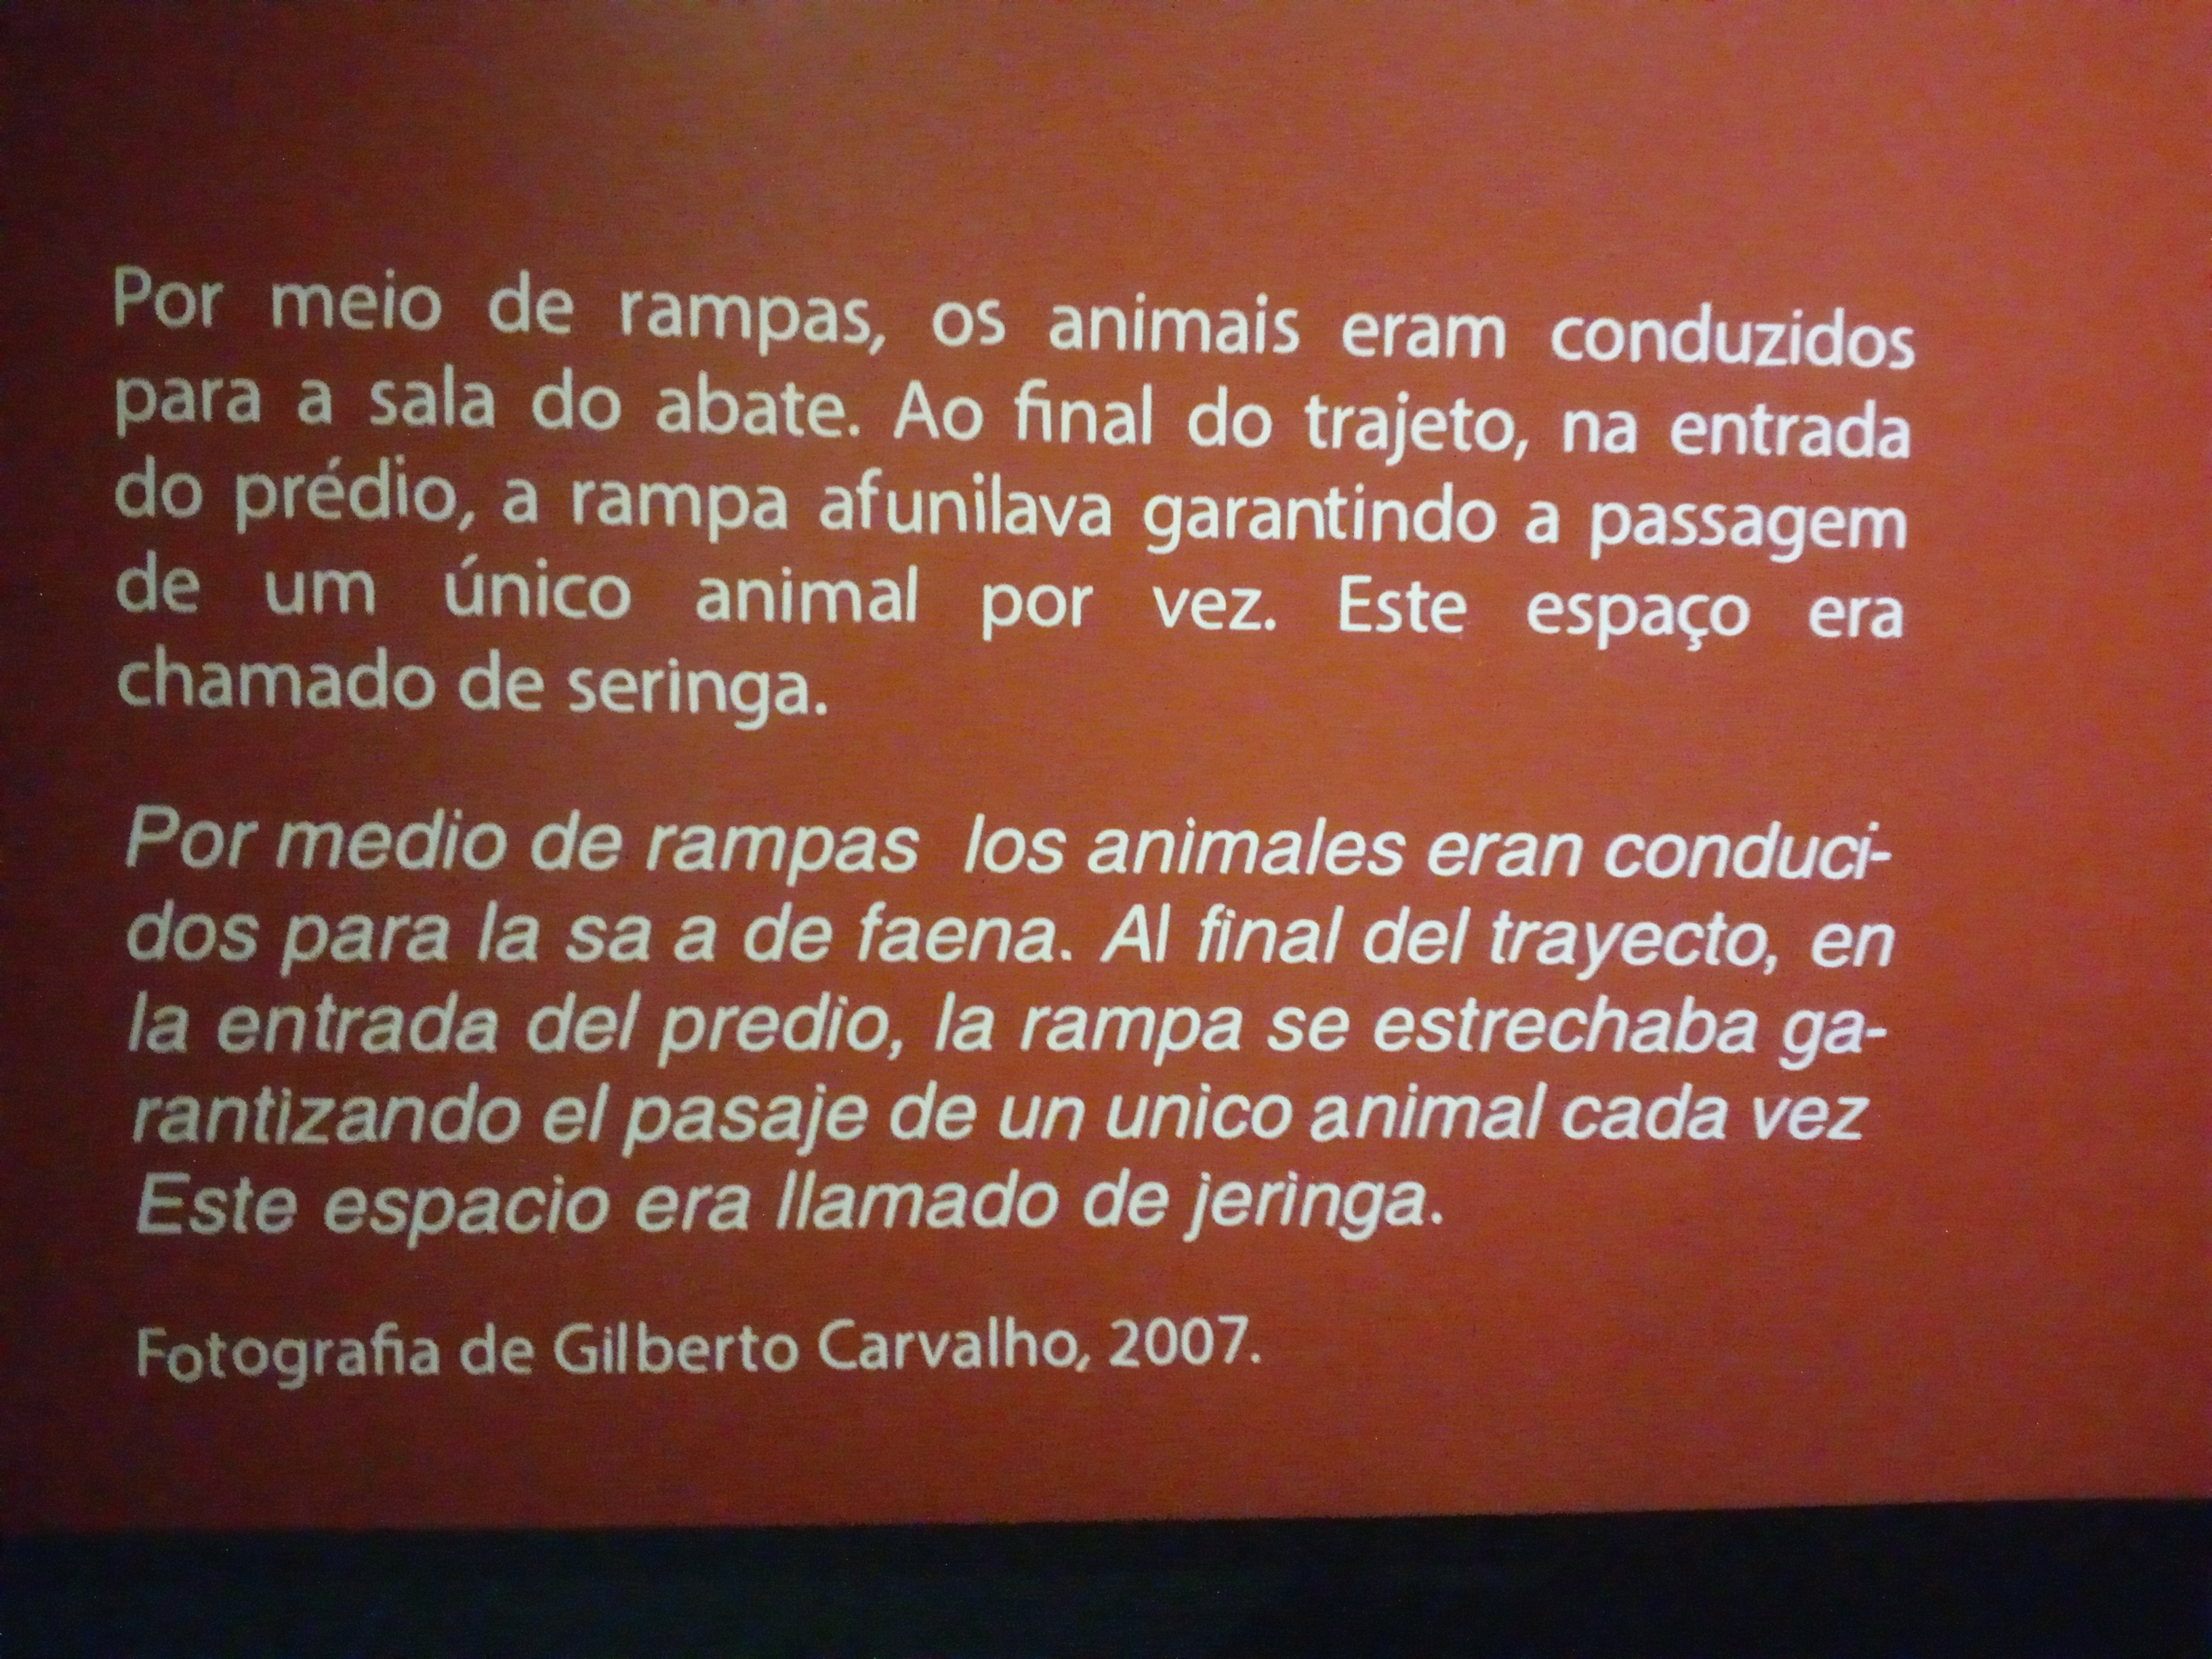 Por meio de rampas, os animais eram conduzidos
para a sala do abate. Ao final do trajeto, na entrada
do prédio, a rampa afunilava garantindo a passagem
de um único animal por vez. Este espaço era
chamado de seringa.
Por medio de rampas los animales eran conduci-
dos para la sa a de faena. Al final del trayecto, en
la entrada del predio, la rampa se estrechaba ga-
rantizando el pasaje de un unico animal cada vez
Este espacio era llamado de jeringa.
Fotografia de Gilberto Carvalho, 2007.